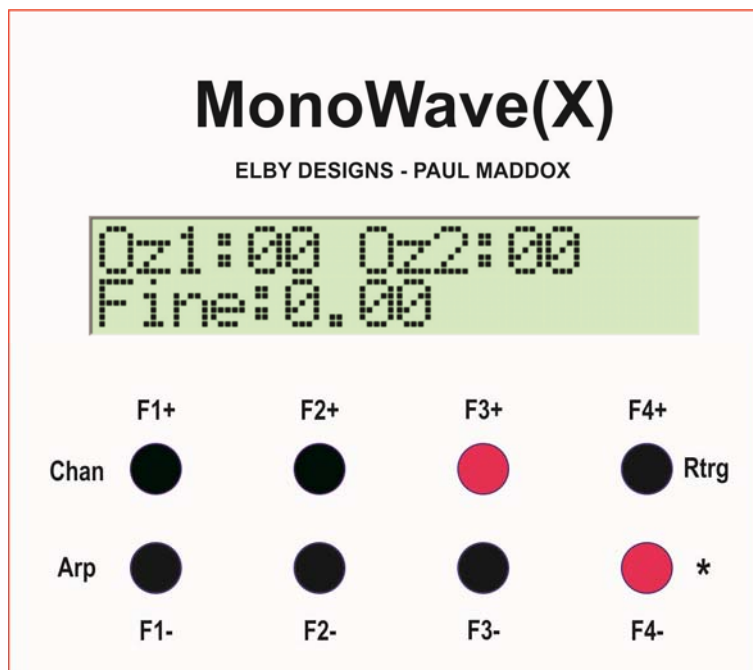 MonoWave(X)
ELBY DESIGNS - PAUL MADDOX
Oz1:00 Oz2:00
Fine:0.00
F1+ F2+ F3+ F4+
Chan Rtrg
Arp *
F1- F2- F3- F4-